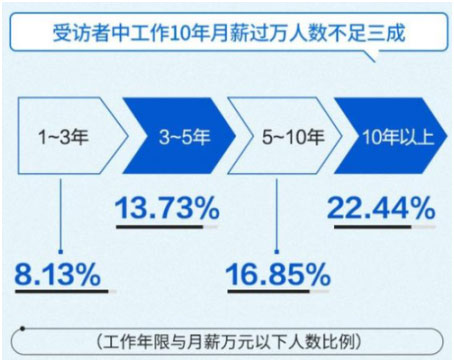 受访者中工作10年月薪过万人数不足三成
1~3年
3~5年
5~10年
10年以上
13.73%
22.44%
8.13%
16.85%
(工作年限与月薪万元以下人数比例)